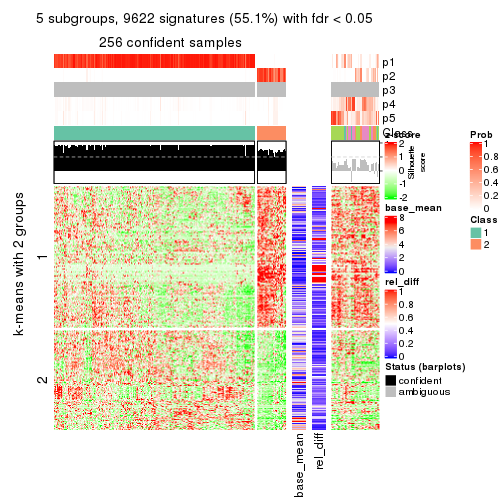 5 subgroups, 9622 signatures (55.1%) with fdr < 0.05
256 confident samples
p1
p2
p3
p4
p5
Class
k-means with 2 groups
1
2
base_mean
rel_diff
z-score
2
1
0
-1
-2
Silhouette
score
base_mean
8
6
4
2
0
rel_diff
1
0.8
0.6
0.4
0.2
0
Status (barplots)
confident
ambiguous
Prob
1
0.8
0.6
0.4
0.2
0
Class
1
2